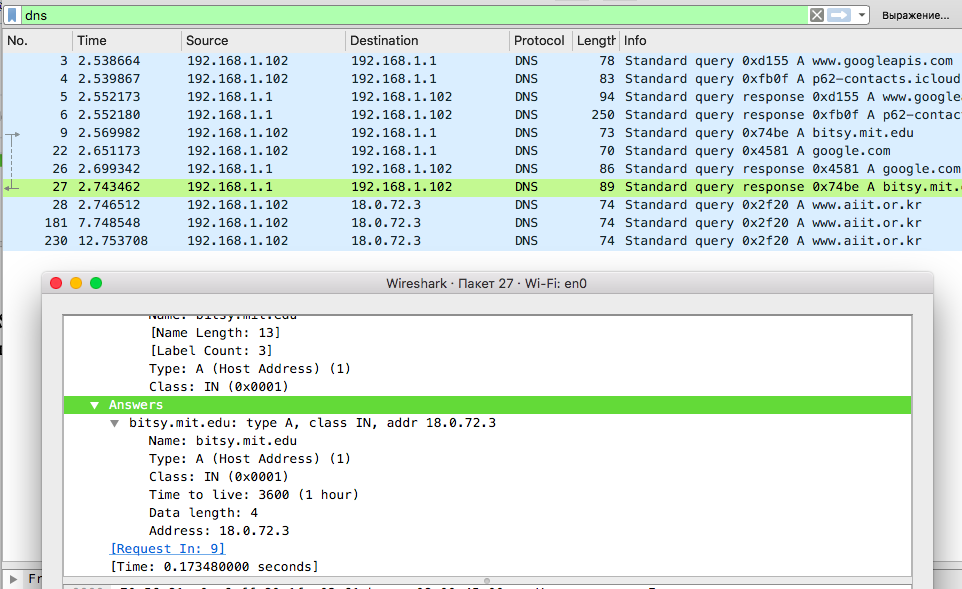 dns Выражение...
No. Time Source Destination Protocol Length Info
3 2.538664 192.168.1.102 192.168.1.1 DNS 78 Standard query 0xd155 A www.googleapis.com
4 2.539867 192.168.1.102 192.168.1.1 DNS 83 Standard query 0xfb0f A p62-contacts.icloud
5 2.552173 192.168.1.1 192.168.1.102 DNS 94 Standard query response 0xd155 A www.google
6 2.552180 192.168.1.1 192.168.1.102 DNS 250 Standard query response 0xfb0f A p62-contac
9 2.569982 192.168.1.102 192.168.1.1 DNS 73 Standard query 0x74be A bitsy.mit.edu
22 2.651173 192.168.1.102 192.168.1.1 DNS 70 Standard query 0x4581 A google.com
26 2.699342 192.168.1.1 192.168.1.102 DNS 86 Standard query response 0x4581 A google.com
27 2.743462 192.168.1.1 192.168.1.102 DNS 89 Standard query response 0x74be A bitsy.mit.
28 2.746512 192.168.1.102 18.0.72.3 DNS 74 Standard query 0x2f20 A www.aiit.or.kr
181 7.748548 192.168.1.102 18.0.72.3 DNS 74 Standard query 0x2f20 A www.aiit.or.kr
230 12.753708 192.168.1.102 18.0.72.3 DNS 74 Standard query 0x2f20 A www.aiit.or.kr
Wireshark · Пакет 27 · Wi-Fi: en0
Name: bitsy.mit.edu
[Name Length: 13]
[Label Count: 3]
Type: A (Host Address) (1)
Class: IN (0x0001)
Answers
bitsy.mit.edu: type A, class IN, addr 18.0.72.3
Name: bitsy.mit.edu
Type: A (Host Address) (1)
Class: IN (0x0001)
Time to live: 3600 (1 hour)
Data length: 4
Address: 18.0.72.3
[Request In: 9]
[Time: 0.173480000 seconds]
Fr